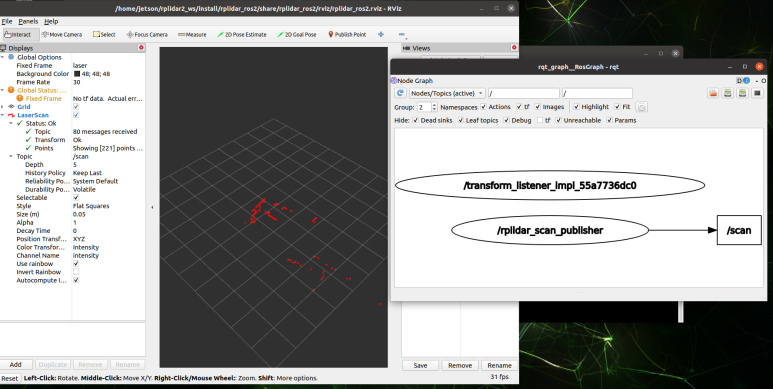 /home/jetson/rplidar2_ws/install/rplidar_ros2/share/rplidar_ros2/rviz/rplidar_ros2.rviz* - RViz
File Panels Help
Interact Move Camera Select Focus Camera Measure 2D Pose Estimate 2D Goal Pose Publish Point
Displays
Global Options
Fixed Frame laser
Background Color 48; 48; 48
Frame Rate 30
Global Status:...
Fixed Frame No tf data. Actual err...
Grid
LaserScan
Status: Ok
Topic 80 messages received
Transform Ok
Points Showing [221] points ...
Topic /scan
Depth 5
History Policy Keep Last
Reliability Po... System Default
Durability Po... Volatile
Selectable
Style Flat Squares
Size (m) 0.05
Alpha 1
Decay Time 0
Position Transf... XYZ
Color Transfor... Intensity
Channel Name intensity
Use rainbow
Invert Rainbow
Autocompute I...
Add Duplicate Remove Rename
Reset Left-Click: Rotate. Middle-Click: Move X/Y. Right-Click/Mouse Wheel: Zoom. Shift: More options.
31 fps
Views
Save Remove Rename
rqt_graph__RosGraph - rqt
Node Graph
Nodes/Topics (active) / /
Group: 2 Namespaces Actions tf Images Highlight Fit
Hide: Dead sinks Leaf topics Debug tf Unreachable Params
/transform_listener_impl_55a7736dc0
/rplidar_scan_publisher
/scan